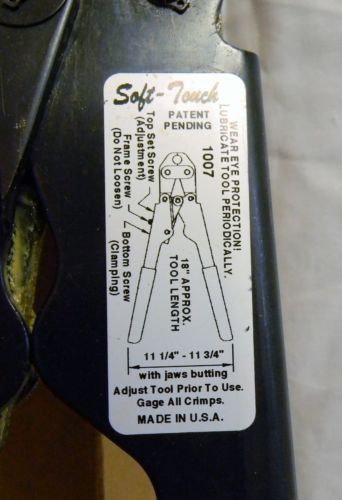 Soft-Touch
PATENT
PENDING
1007
WEAR EYE PROTECTION!
LUBRICATE TOOL PERIODICALLY.
Top Set Screw
(Adjustment)
Frame Screw
(Do Not Loosen)
Bottom Screw
(Clamping)
18" APPROX.
TOOL LENGTH
11 1/4" - 11 3/4"
with jaws butting
Adjust Tool Prior To Use.
Gage All Crimps.
MADE IN U.S.A.